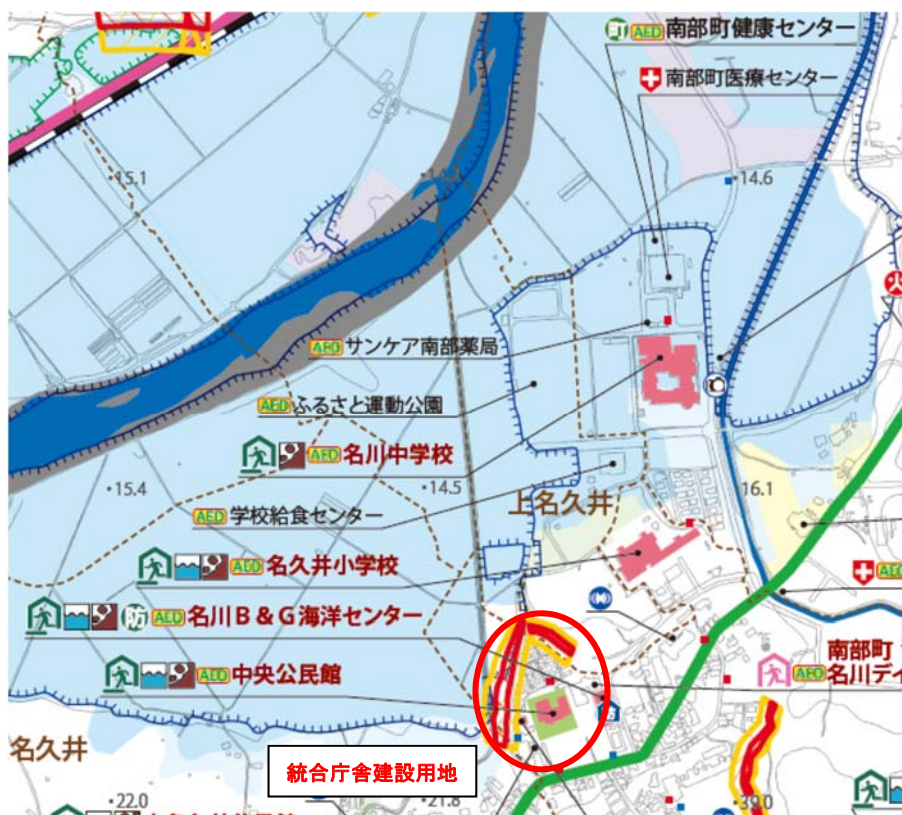 町 AED 南部町健康センター
南部町医療センター
15.1
14.6
AED サンケア南部薬局
AED ふるさと運動公園
AED 名川中学校
15.4
14.5
16.1
上名久井
AED 学校給食センター
AED 名久井小学校
防 AED 名川B&G海洋センター
AED 中央公民館
南部町
AED 名川デイ
名久井
統合庁舎建設用地
22.0
21.8
39.0